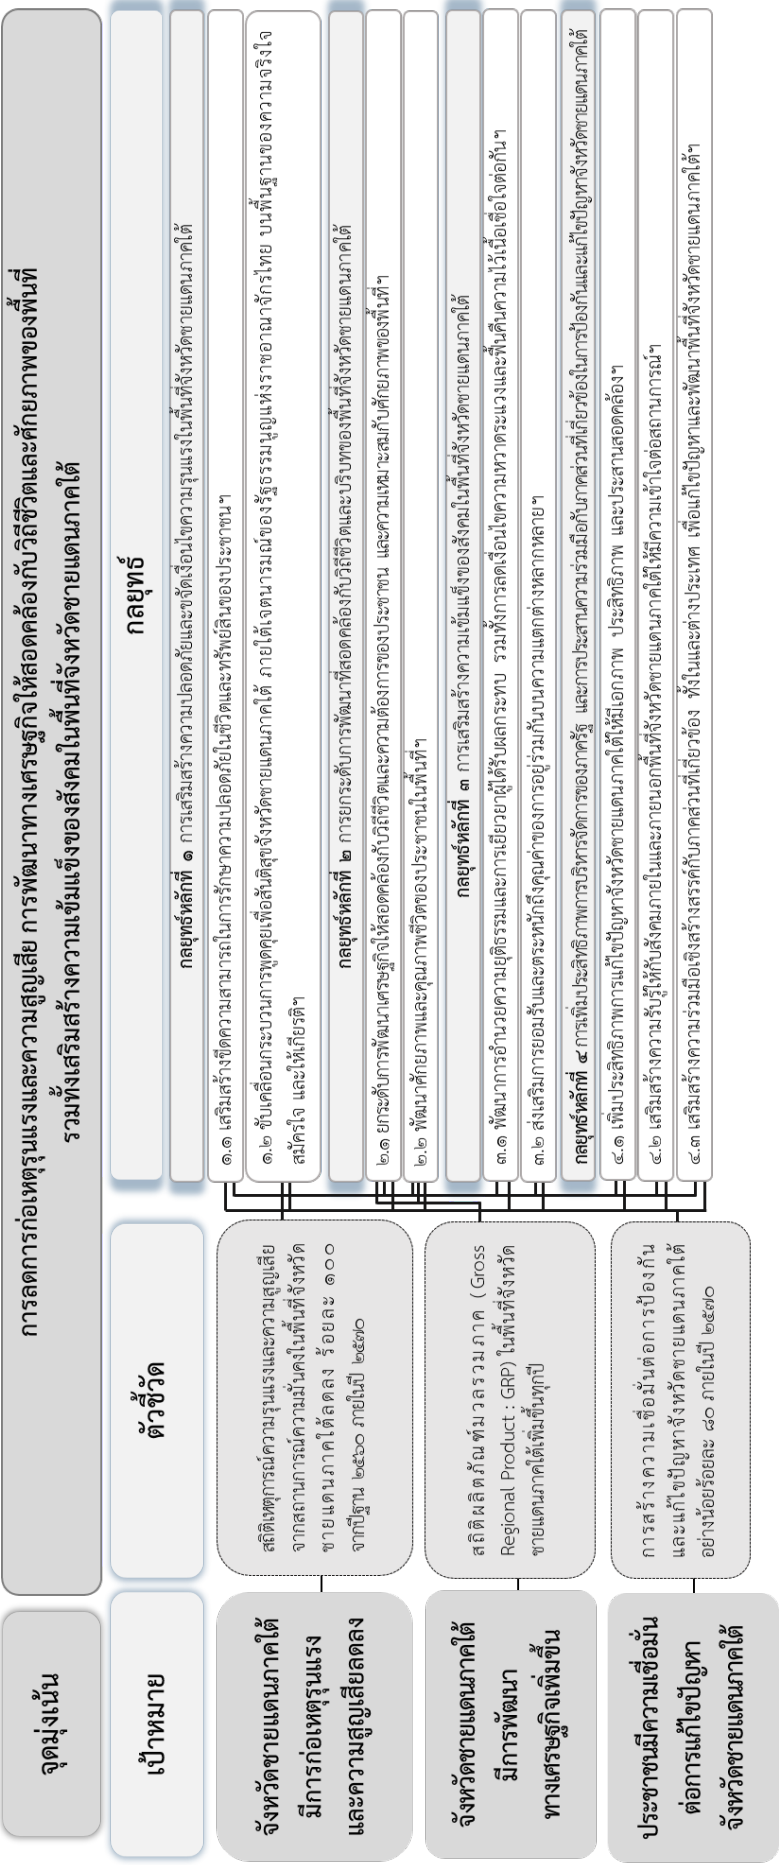 จุดมุ่งเน้น
การลดการก่อเหตุรุนแรงและความสูญเสีย การพัฒนาทางเศรษฐกิจให้สอดคล้องกับวิถีชีวิตและศักยภาพของพื้นที่
รวมทั้งเสริมสร้างความเข้มแข็งของสังคมในพื้นที่จังหวัดชายแดนภาคใต้
เป้าหมาย
ตัวชี้วัด
กลยุทธ์
จังหวัดชายแดนภาคใต้
มีการก่อเหตุรุนแรง
และความสูญเสียลดลง
สถิติเหตุการณ์ความรุนแรงและความสูญเสีย
จากสถานการณ์ความมั่นคงในพื้นที่จังหวัด
ชายแดนภาคใต้ลดลง ร้อยละ ๑๐๐
จากปีฐาน ๒๕๖๐ ภายในปี ๒๕๗๐
จังหวัดชายแดนภาคใต้
มีการพัฒนา
ทางเศรษฐกิจเพิ่มขึ้น
สถิติผลิตภัณฑ์มวลรวมภาค (Gross
Regional Product : GRP) ในพื้นที่จังหวัด
ชายแดนภาคใต้เพิ่มขึ้นทุกปี
ประชาชนมีความเชื่อมั่น
ต่อการแก้ไขปัญหา
จังหวัดชายแดนภาคใต้
การสร้างความเชื่อมั่นต่อการป้องกัน
และแก้ไขปัญหาจังหวัดชายแดนภาคใต้
อย่างน้อยร้อยละ ๘๐ ภายในปี ๒๕๗๐
กลยุทธ์หลักที่ ๑ การเสริมสร้างความปลอดภัยและขจัดเงื่อนไขความรุนแรงในพื้นที่จังหวัดชายแดนภาคใต้
๑.๑ เสริมสร้างขีดความสามารถในการรักษาความปลอดภัยในชีวิตและทรัพย์สินของประชาชนฯ
๑.๒ ขับเคลื่อนกระบวนการพูดคุยเพื่อสันติสุขจังหวัดชายแดนภาคใต้ ภายใต้เจตนารมณ์ของรัฐธรรมนูญแห่งราชอาณาจักรไทย บนพื้นฐานของความจริงใจ
สมัครใจ และให้เกียรติฯ
กลยุทธ์หลักที่ ๒ การยกระดับการพัฒนาที่สอดคล้องกับวิถีชีวิตและบริบทของพื้นที่จังหวัดชายแดนภาคใต้
๒.๑ ยกระดับการพัฒนาเศรษฐกิจให้สอดคล้องกับวิถีชีวิตและความต้องการของประชาชน และความเหมาะสมกับศักยภาพของพื้นที่ฯ
๒.๒ พัฒนาศักยภาพและคุณภาพชีวิตของประชาชนในพื้นที่ฯ
กลยุทธ์หลักที่ ๓ การเสริมสร้างความเข้มแข็งของสังคมในพื้นที่จังหวัดชายแดนภาคใต้
๓.๑ พัฒนาการอำนวยความยุติธรรมและการเยียวยาผู้ได้รับผลกระทบ รวมทั้งการลดเงื่อนไขความหวาดระแวงและฟื้นคืนความไว้เนื้อเชื่อใจต่อกันฯ
๓.๒ ส่งเสริมการยอมรับและตระหนักถึงคุณค่าของการอยู่ร่วมกันบนความแตกต่างหลากหลายฯ
กลยุทธ์หลักที่ ๔ การเพิ่มประสิทธิภาพการบริหารจัดการของภาครัฐ และการประสานความร่วมมือกับภาคส่วนที่เกี่ยวข้องในการป้องกันและแก้ไขปัญหาจังหวัดชายแดนภาคใต้
๔.๑ เพิ่มประสิทธิภาพการแก้ไขปัญหาจังหวัดชายแดนภาคใต้ให้มีเอกภาพ ประสิทธิภาพ และประสานสอดคล้องฯ
๔.๒ เสริมสร้างความรับรู้ให้กับสังคมภายในและภายนอกพื้นที่จังหวัดชายแดนภาคใต้ให้มีความเข้าใจต่อสถานการณ์ฯ
๔.๓ เสริมสร้างความร่วมมือเชิงสร้างสรรค์กับภาคส่วนที่เกี่ยวข้อง ทั้งในและต่างประเทศ เพื่อแก้ไขปัญหาและพัฒนาพื้นที่จังหวัดชายแดนภาคใต้ฯ